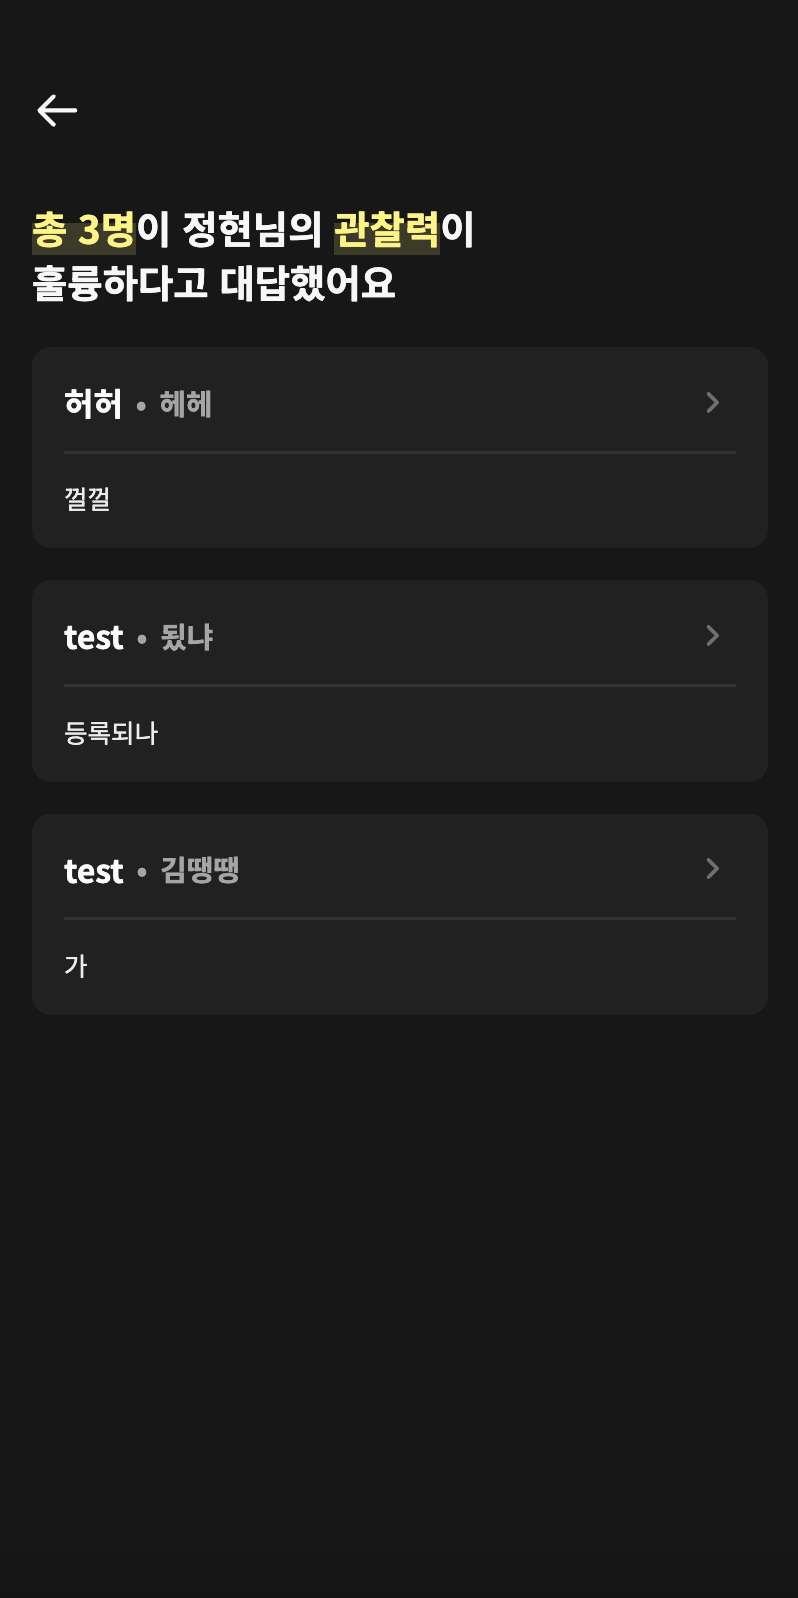 총 3명이 정현님의 관찰력이
훌륭하다고 대답했어요
허허 • 헤헤
껄껄
test • 됬냐
등록되나
test • 김땡땡
가